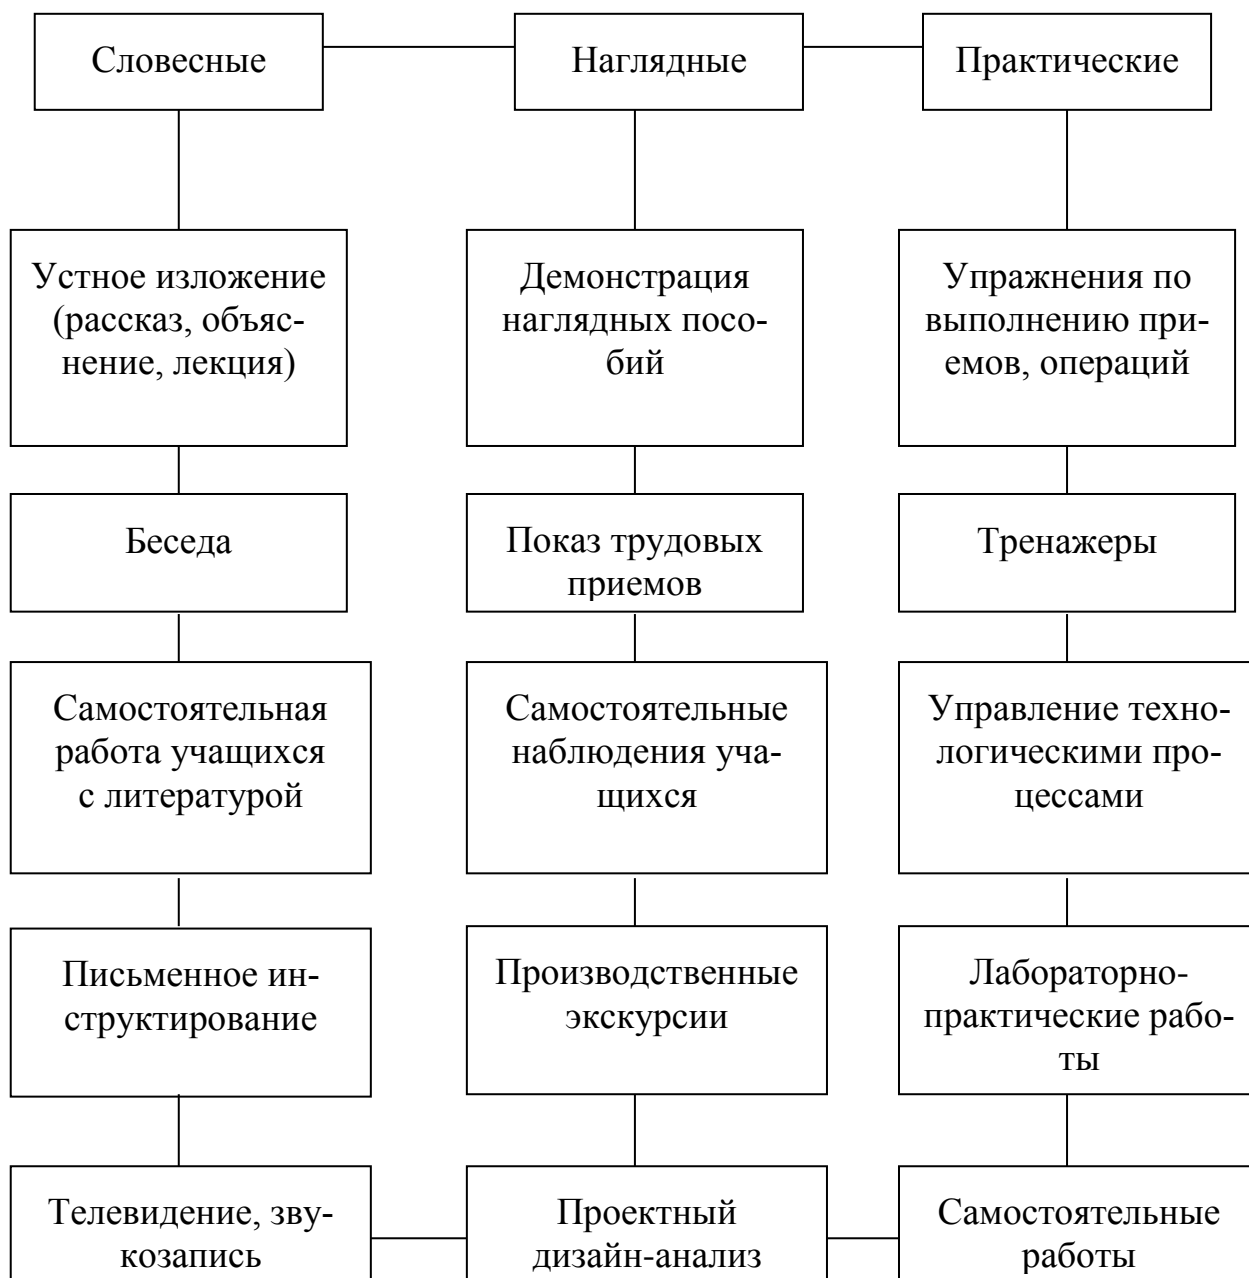 Словесные
Наглядные
Практические
Устное изложение
(рассказ, объяс-
нение, лекция)
Демонстрация
наглядных посо-
бий
Упражнения по
выполнению при-
емов, операций
Беседа
Показ трудовых
приемов
Тренажеры
Самостоятельная
работа учащихся
с литературой
Самостоятельные
наблюдения уча-
щихся
Управление техно-
логическими про-
цессами
Письменное ин-
структирование
Производственные
экскурсии
Лабораторно-
практические рабо-
ты
Телевидение, зву-
козапись
Проектный
дизайн-анализ
Самостоятельные
работы